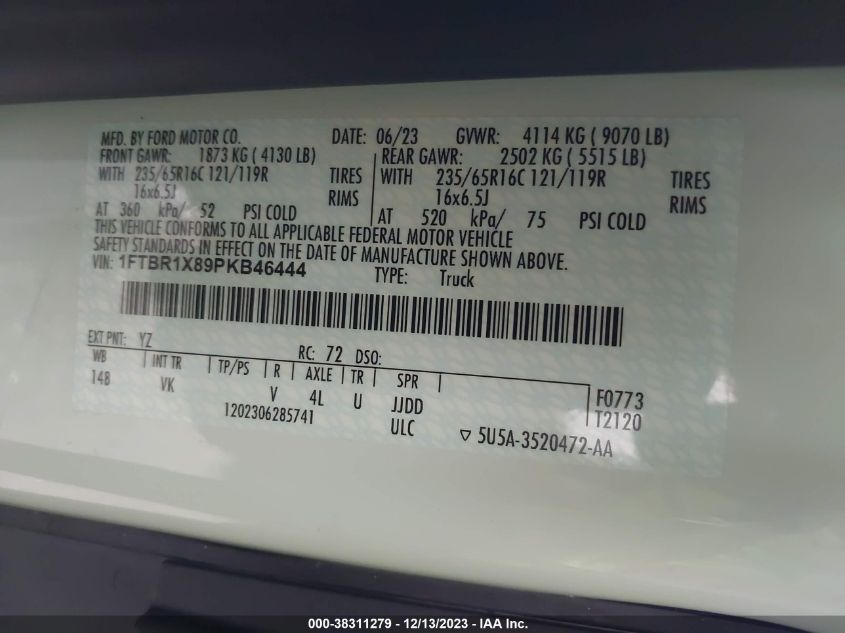 MFD. BY FORD MOTOR CO. DATE: 06/23 GVWR: 4114 KG ( 9070 LB)
FRONT GAWR: 1873 KG ( 4130 LB) REAR GAWR: 2502 KG ( 5515 LB)
WITH 235/65R16C 121/119R TIRES WITH 235/65R16C 121/119R TIRES
16x6.5J RIMS 16x6.5J RIMS
AT 360 kPa/ 52 PSI COLD AT 520 kPa/ 75 PSI COLD
THIS VEHICLE CONFORMS TO ALL APPLICABLE FEDERAL MOTOR VEHICLE
SAFETY STANDARDS IN EFFECT ON THE DATE OF MANUFACTURE SHOWN ABOVE.
VIN: 1FTBR1X89PKB46444 TYPE: Truck
EXT PNT: YZ RC: 72 DSO:
WB INT TR TP/PS R AXLE TR SPR
148 VK V 4L U JJDD F0773
1202306285741 ULC T2120
▽ 5U5A-3520472-AA
000-38311279 - 12/13/2023 - IAA Inc.